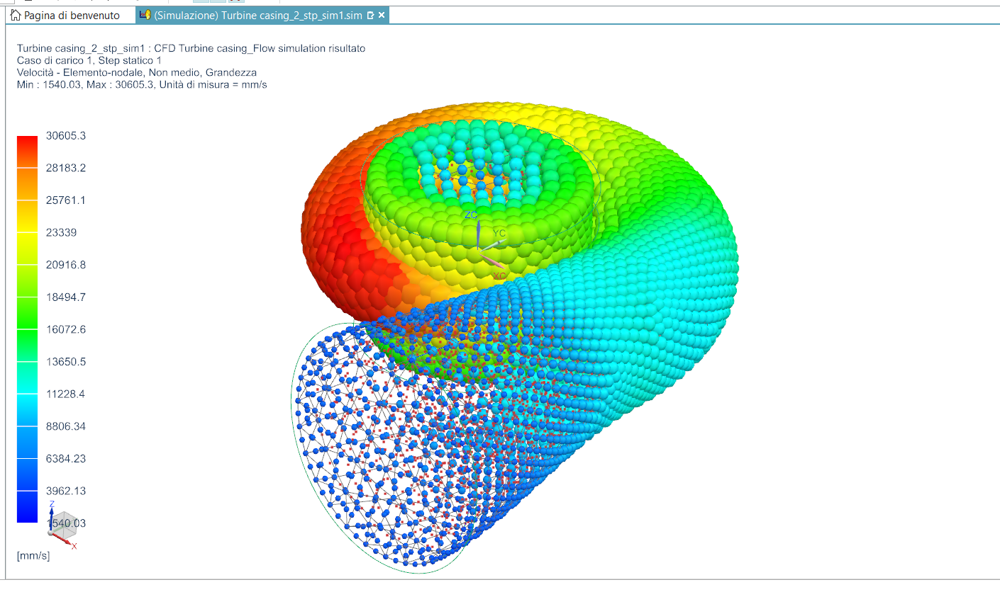 Pagina di benvenuto
(Simulazione) Turbine casing_2_stp_sim1.sim
Turbine casing_2_stp_sim1 : CFD Turbine casing_Flow simulation risultato
Caso di carico 1, Step statico 1
Velocità - Elemento-nodale, Non medio, Grandezza
Min : 1540.03, Max : 30605.3, Unità di misura = mm/s
30605.3
28183.2
25761.1
23339
20916.8
18494.7
16072.6
13650.5
11228.4
8806.34
6384.23
3962.13
1540.03
[mm/s]
ZC
YC
XC
Z
X